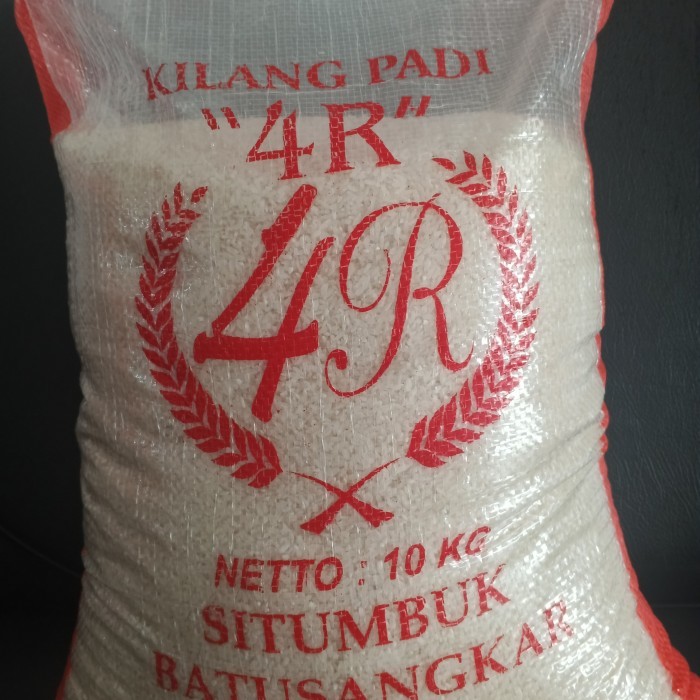 KILANG PADI
"4R"
4R
NETTO : 10 KG
SITUMBUK
BATUSANGKAR